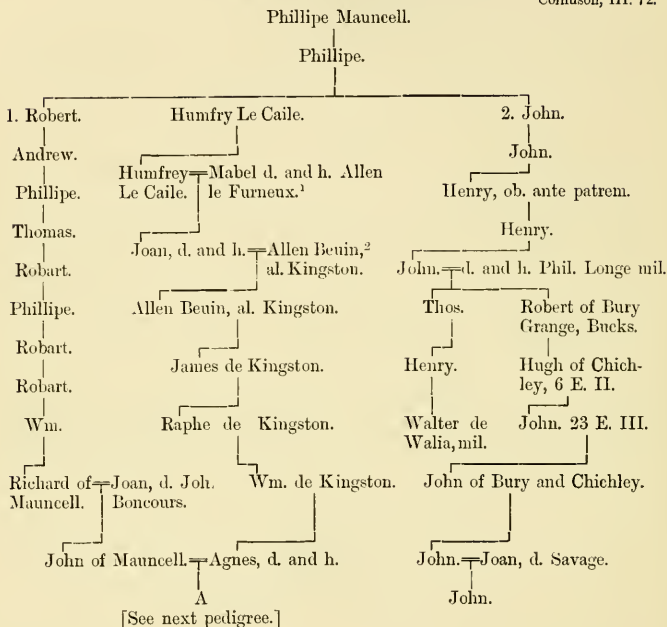 III. 72.
Phillipe Mauncell.
Phillipe.
1. Robert. Humfry Le Caile. 2. John.
Andrew. John.
Humfrey Mabel d. and h. Allen
Le Caile. le Furneux.¹
Phillipe. Henry, ob. ante patrem.
Thomas. Henry.
Joan, d. and h. Allen Beuin,²
al. Kingston.
Robart. John. d. and h. Phil. Longe mil.
Phillipe. Allen Beuin, al. Kingston. Thos. Robert of Bury
Grange, Bucks.
Robart.
James de Kingston. Henry. Hugh of Chich-
Robart. ley, 6 E. II.
Wm. Raphe de Kingston. Walter de John. 23 E. III.
Walia, mil.
Richard of Joan, d. Joh. Wm. de Kingston. John of Bury and Chichley.
Mauncell. Boncours.
John of Mauncell. Agnes, d. and h. John. Joan, d. Savage.
A John.
[See next pedigree.]